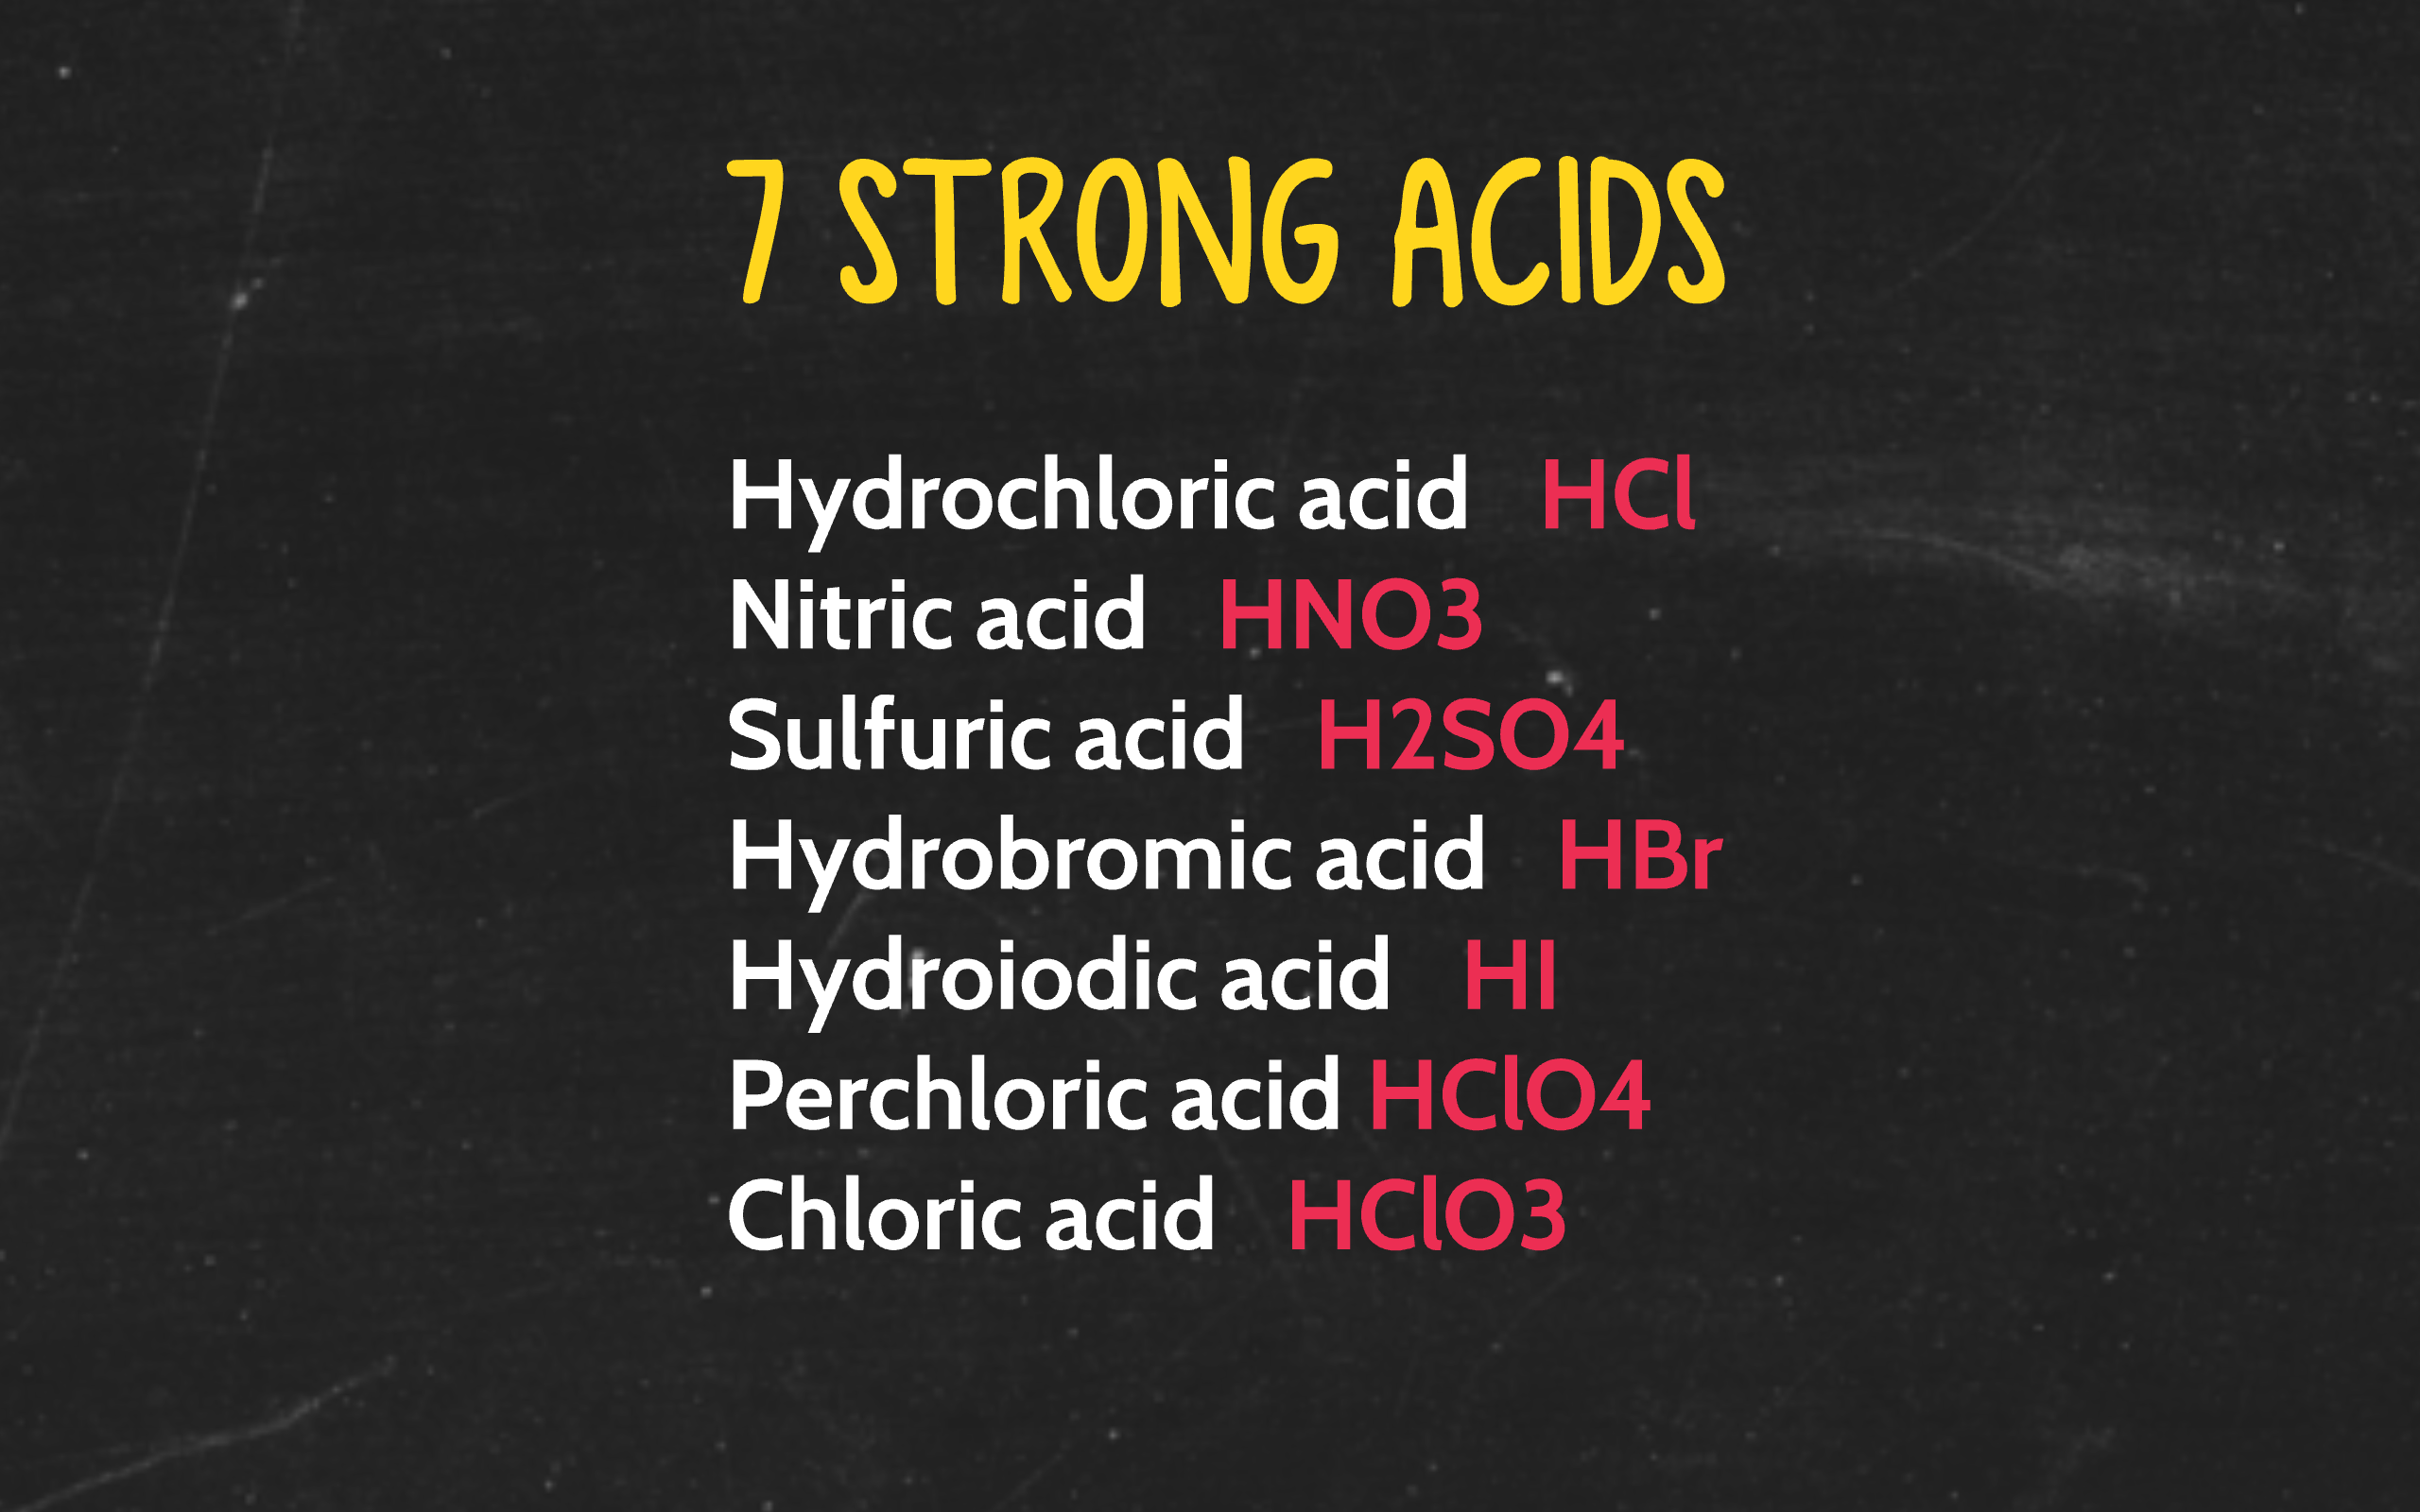 7 STRONG ACIDS
Hydrochloric acid HCl
Nitric acid HNO3
Sulfuric acid H2SO4
Hydrobromic acid HBr
Hydroiodic acid HI
Perchloric acid HClO4
Chloric acid HClO3